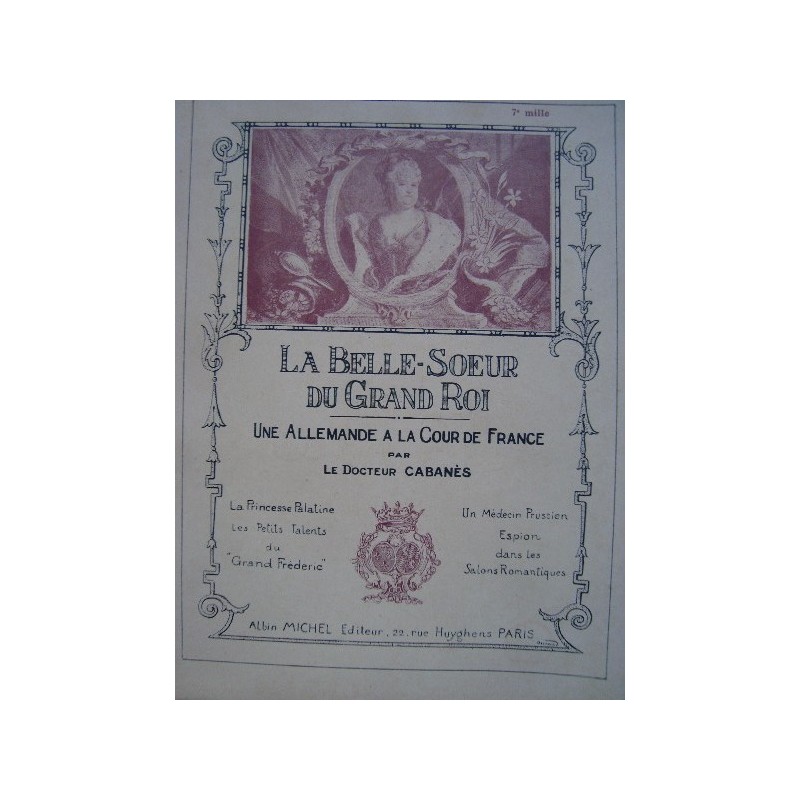 7e mille
LA BELLE-SOEUR
DU GRAND ROI
UNE ALLEMANDE A LA COUR DE FRANCE
PAR
LE DOCTEUR CABANÈS
La Princesse Palatine
Les Petits Talents
du
"Grand Fréderic"
Un Médecin Prussien
Espion
dans les
Salons Romantiques
Albin MICHEL Editeur, 22, rue Huyghens PARIS